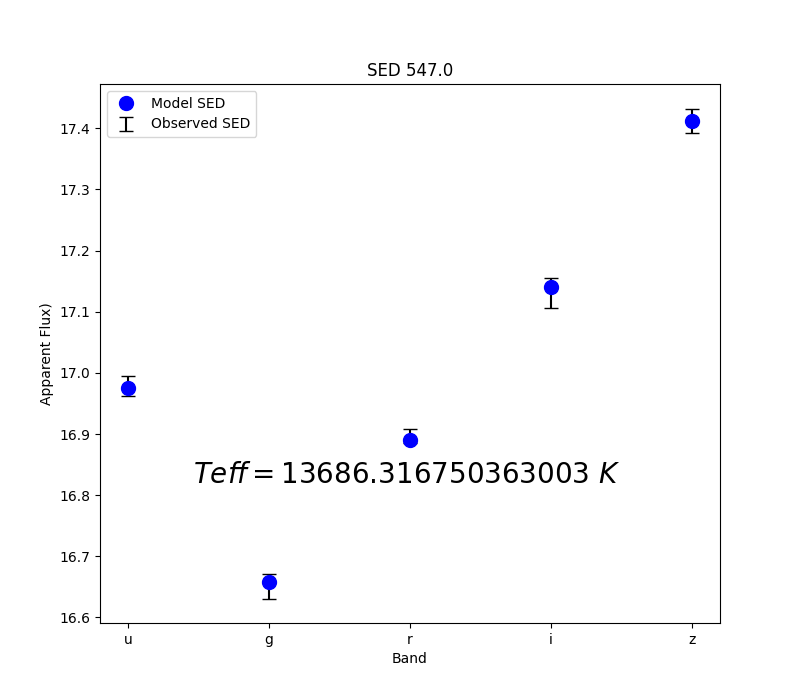 SED 547.0
Model SED
Observed SED
17.4
17.3
17.2
17.1
17.0
16.9
16.8
16.7
16.6
Apparent Flux)
Teff = 13686.316750363003 K
u g r i z
Band